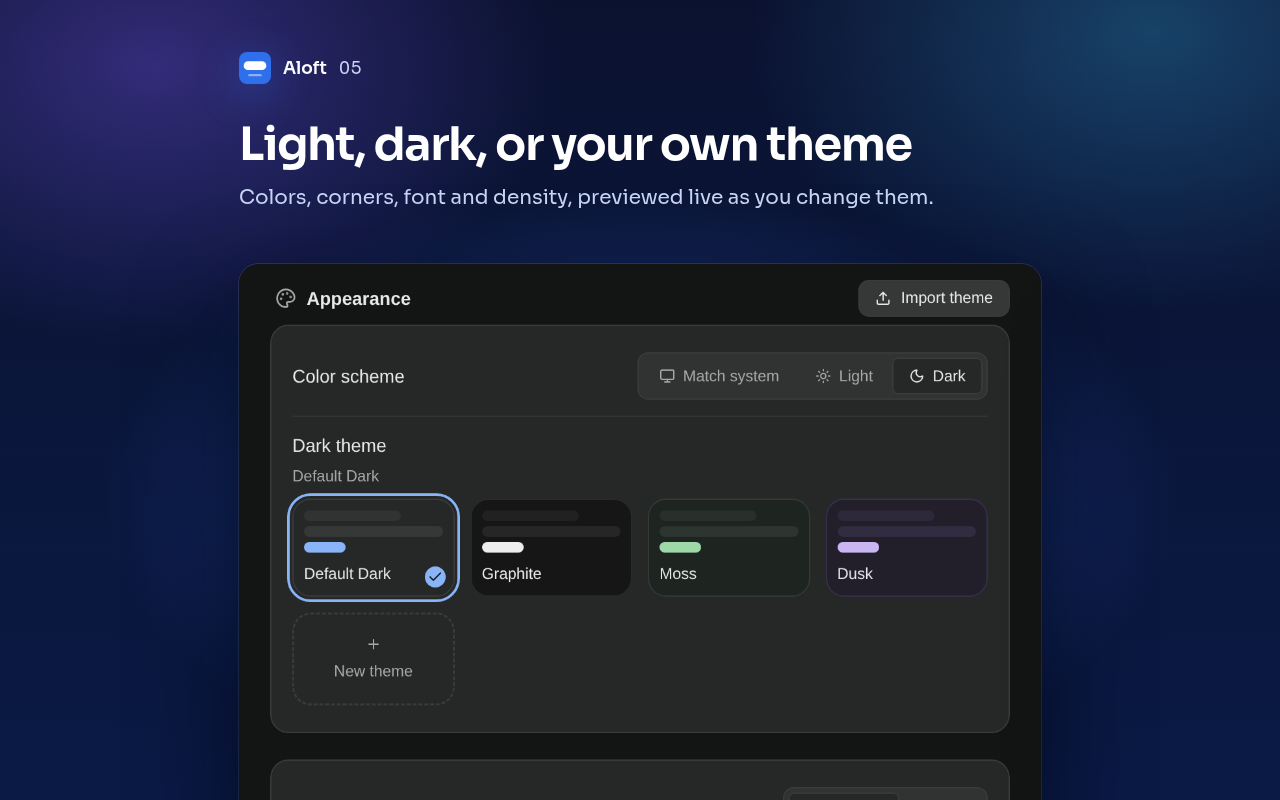 Aloft 05
Light, dark, or your own theme
Colors, corners, font and density, previewed live as you change them.
Appearance
Import theme
Color scheme
Match system
Light
Dark
Dark theme
Default Dark
Default Dark
Graphite
Moss
Dusk
New theme